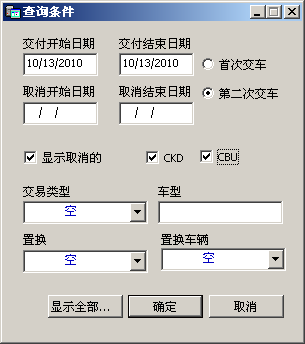 查询条件
交付开始日期 交付结束日期
10/13/2010 10/13/2010 首次交车
取消开始日期 取消结束日期
/ / / / 第二次交车
显示取消的 CKD CBU
交易类型 车型
空
置换 置换车辆
空 空
显示全部... 确定 取消